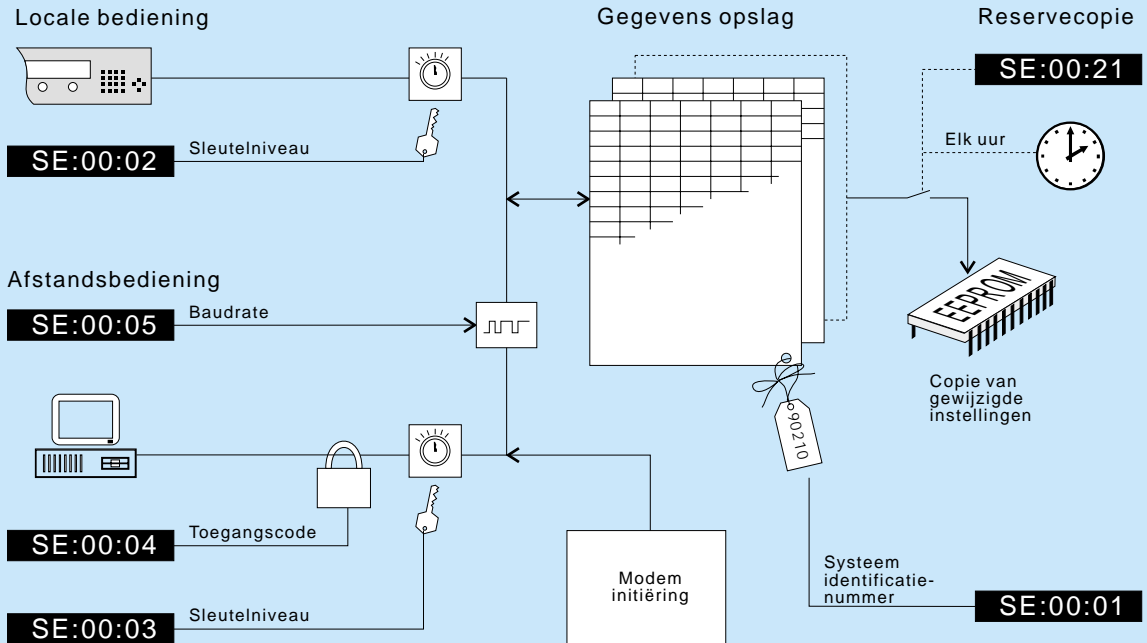 Locale bediening
Gegevens opslag
Reservecopie
SE:00:21
SE:00:02
Sleutelniveau
Elk uur
Afstandsbediening
SE:00:05
Baudrate
EEPROM
Copie van
gewijzigde
instellingen
90210
SE:00:04
Toegangscode
Modem
initiëring
Systeem
identificatie-
nummer
SE:00:03
Sleutelniveau
SE:00:01